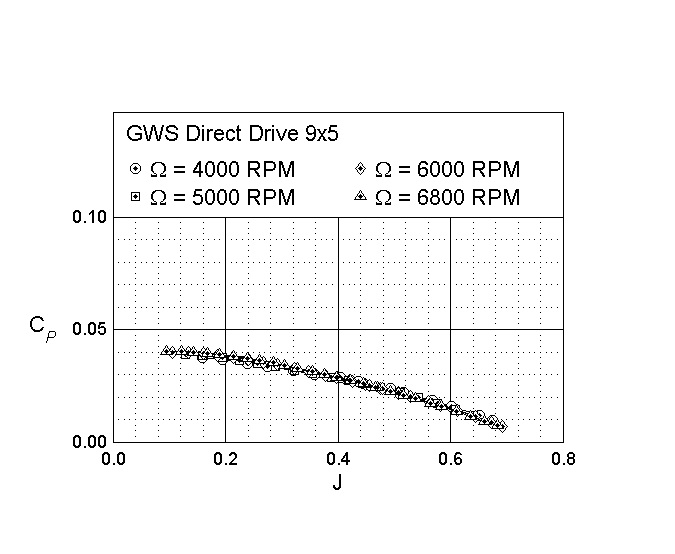 GWS Direct Drive 9x5
Ω = 4000 RPM
Ω = 6000 RPM
Ω = 5000 RPM
Ω = 6800 RPM
0.10
0.05
CP
0.00
0.0 0.2 0.4 0.6 0.8
J